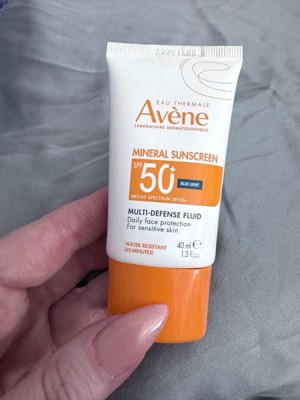 EAU THERMALE
Avène
LABORATOIRE DERMATOLOGIQUE
MINERAL SUNSCREEN
SPF
50+
BLUE LIGHT
BROAD SPECTRUM SPF50+
MULTI-DEFENSE FLUID
Daily face protection
For sensitive skin
WATER RESISTANT
(40 MINUTES)
40 ml ℮
1.3 fl.oz.